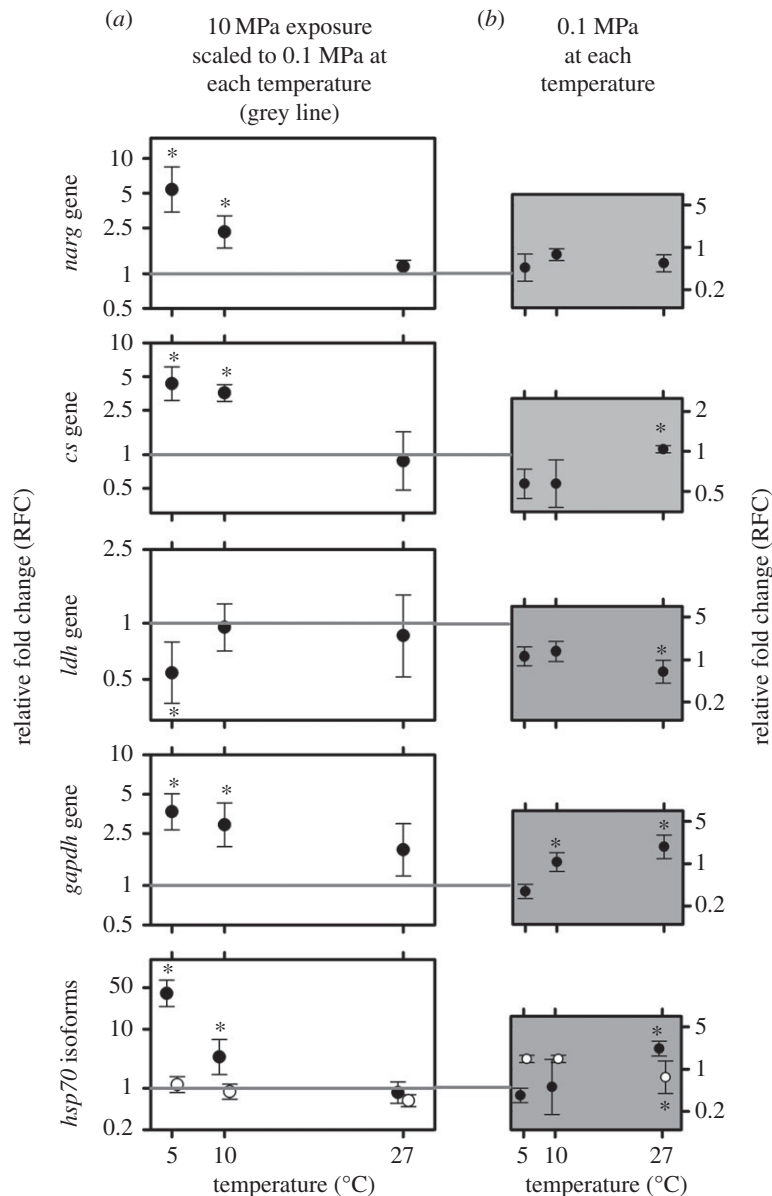 (a)
10 MPa exposure
scaled to 0.1 MPa at
each temperature
(grey line)
(b)
0.1 MPa
at each
temperature
relative fold change (RFC)
narg gene
10
5
2.5
1
0.5
*
*
5
1
0.2
cs gene
10
5
2.5
1
0.5
*
*
*
2
1
0.5
ldh gene
2.5
1
0.5
*
*
5
1
0.2
gapdh gene
10
5
2.5
1
0.5
*
*
*
*
5
1
0.2
hsp70 isoforms
50
10
1
0.2
*
*
*
*
5
1
0.2
relative fold change (RFC)
5 10 27
temperature (°C)
5 10 27
temperature (°C)